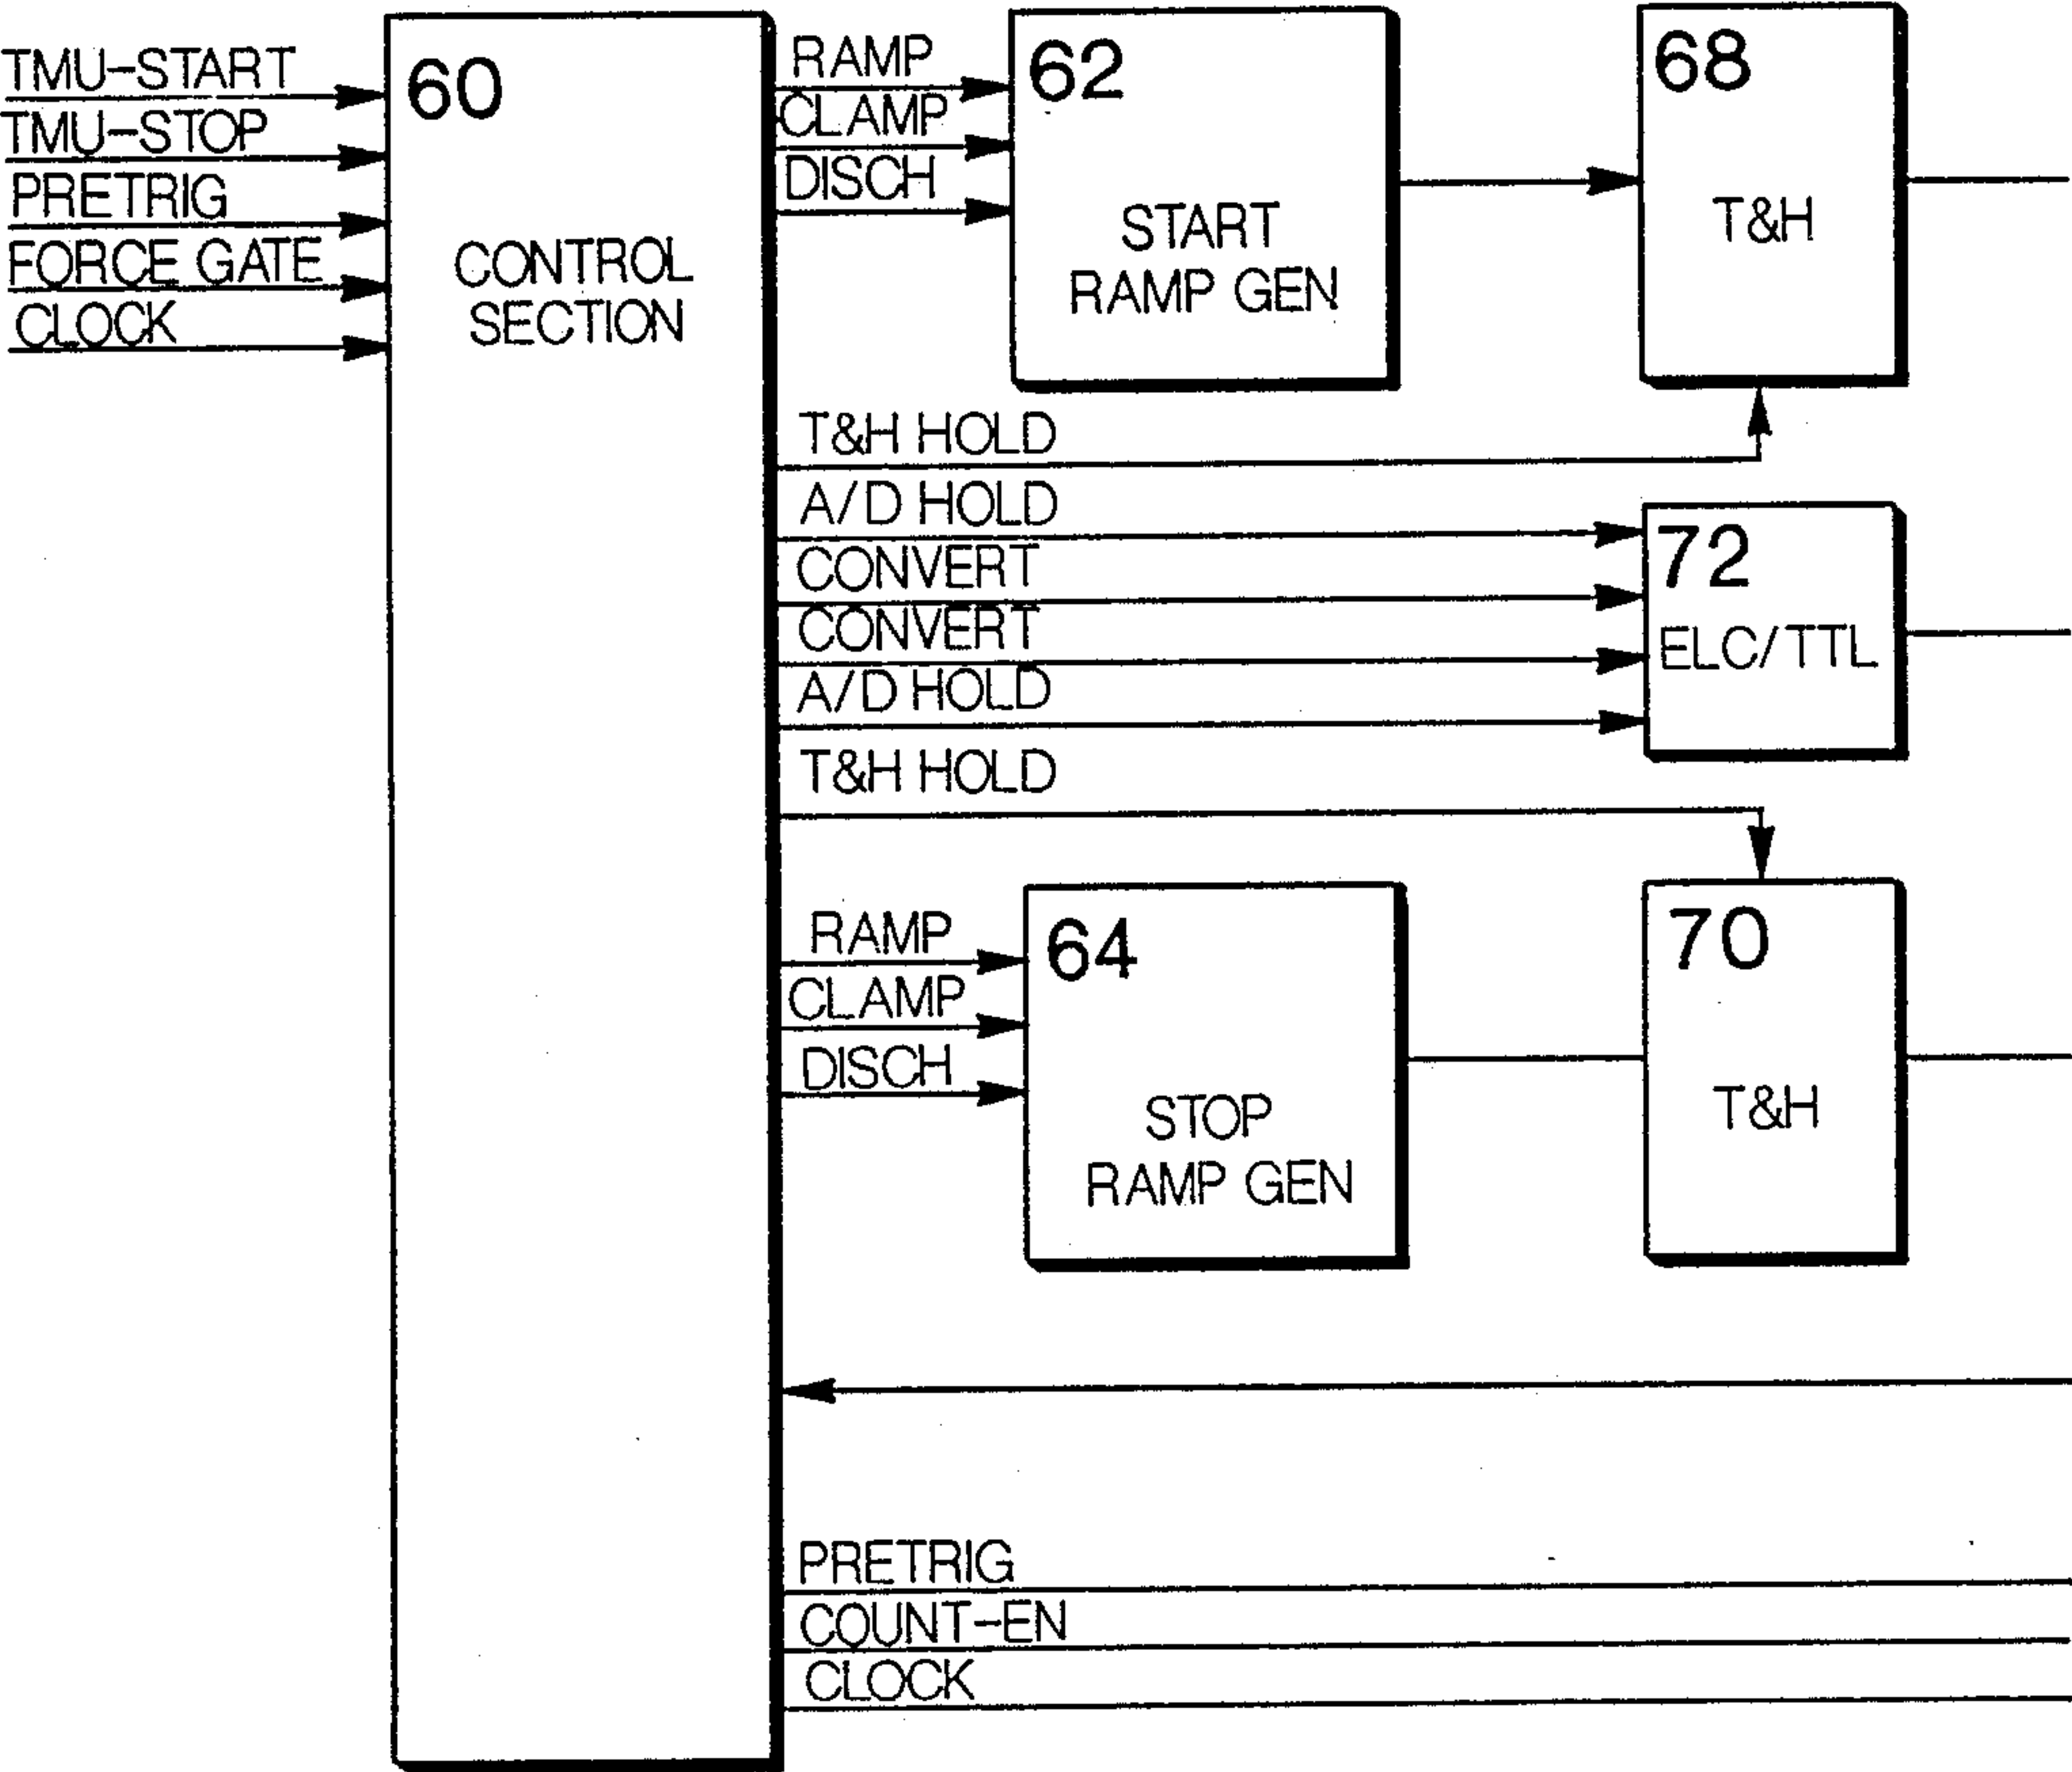 TMU-START
TMU-STOP
PRETRIG
FORCE GATE
CLOCK
60
CONTROL
SECTION
RAMP
CLAMP
DISCH
62
START
RAMP GEN
68
T&H
T&H HOLD
A/D HOLD
CONVERT
CONVERT
A/D HOLD
72
ELC/TTL
T&H HOLD
RAMP
CLAMP
DISCH
64
STOP
RAMP GEN
70
T&H
PRETRIG
COUNT-EN
CLOCK